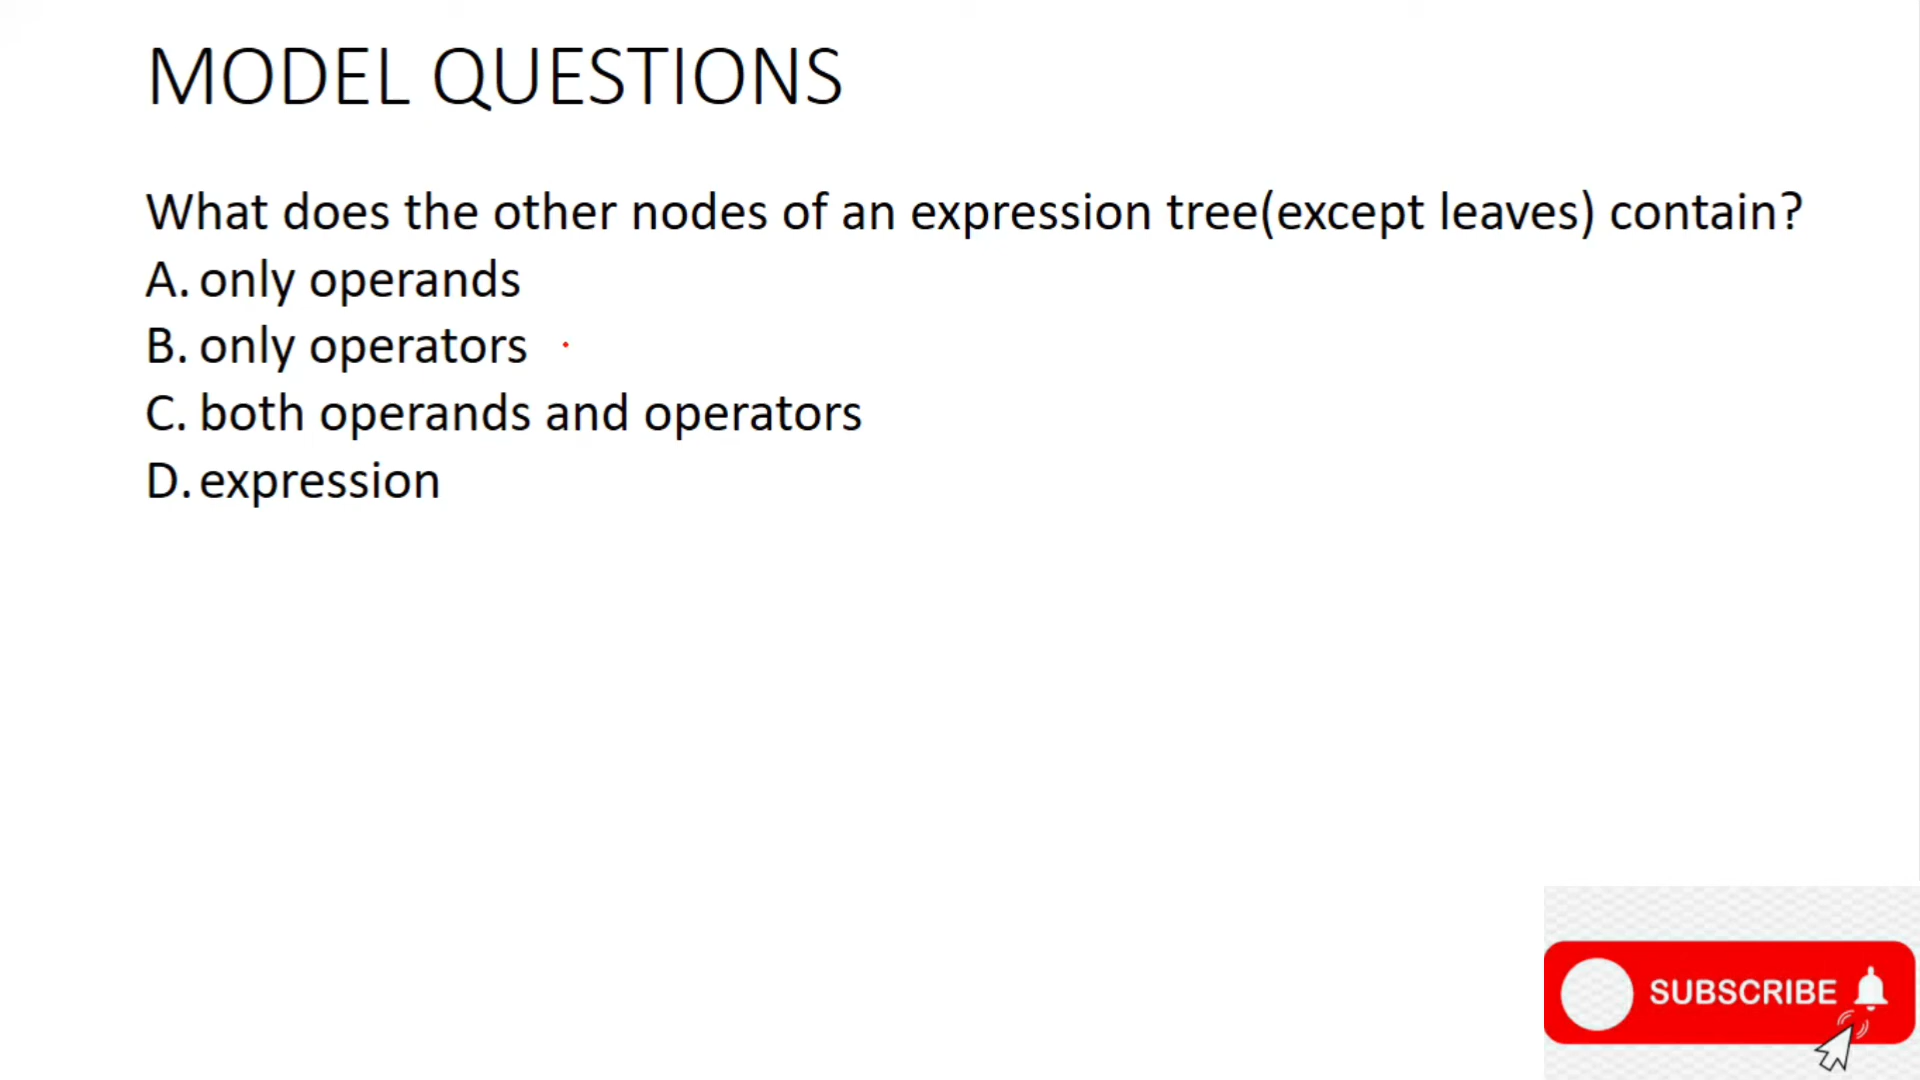 MODEL QUESTIONS
What does the other nodes of an expression tree(except leaves) contain?
A. only operands
B. only operators
C. both operands and operators
D. expression
SUBSCRIBE